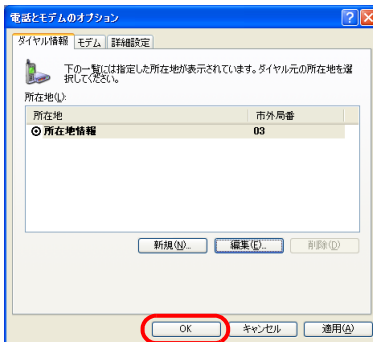 電話とモデムのオプション
ダイヤル情報 モデム 詳細設定
下の一覧には指定した所在地が表示されています。ダイヤル元の所在地を選
択してください。
所在地(L):
所在地 市外局番
所在地情報 03
新規(N)... 編集(E)... 削除(D)
OK キャンセル 適用(A)